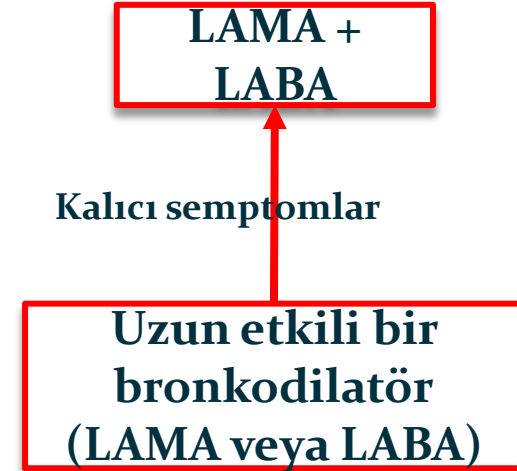 LAMA +
LABA
Kalıcı semptomlar
Uzun etkili bir
bronkodilatör
(LAMA veya LABA)